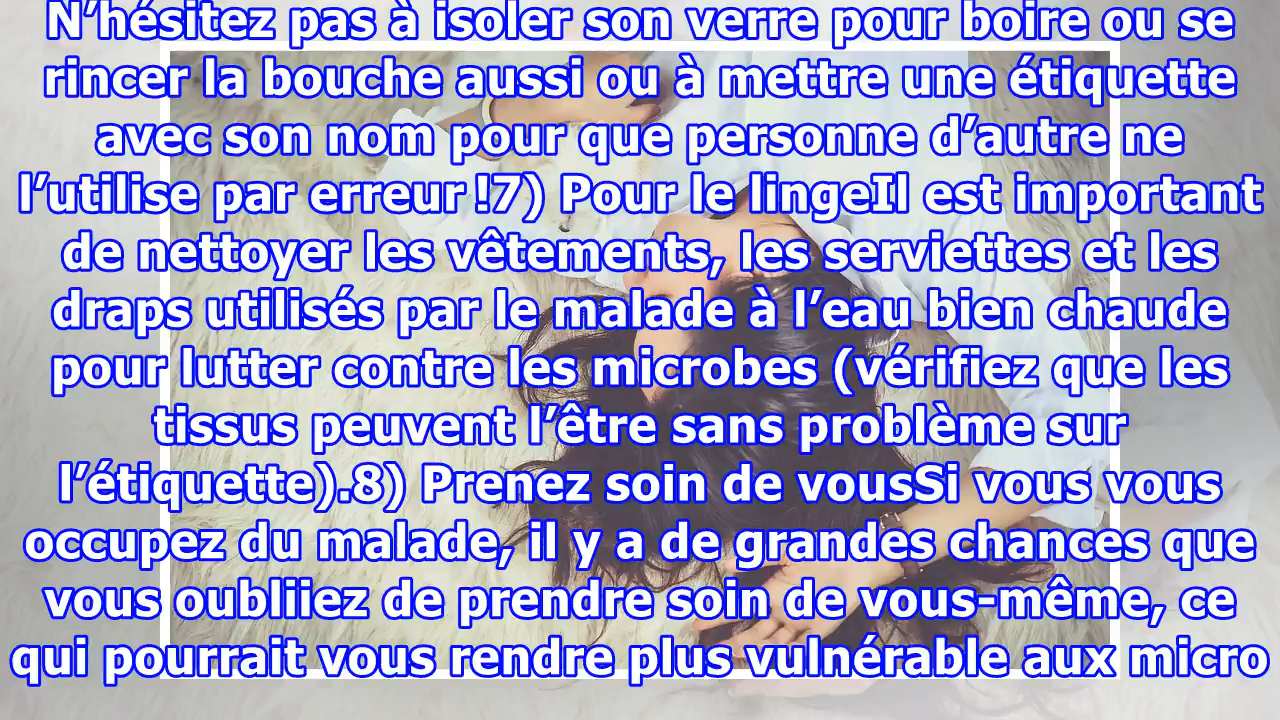 N’hésitez pas à isoler son verre pour boire ou se
rincer la bouche aussi ou à mettre une étiquette
avec son nom pour que personne d’autre ne
l’utilise par erreur !7) Pour le lingeIl est important
de nettoyer les vêtements, les serviettes et les
draps utilisés par le malade à l’eau bien chaude
pour lutter contre les microbes (vérifiez que les
tissus peuvent l’être sans problème sur
l’étiquette).8) Prenez soin de vousSi vous vous
occupez du malade, il y a de grandes chances que
vous oubliiez de prendre soin de vous-même, ce
qui pourrait vous rendre plus vulnérable aux micro